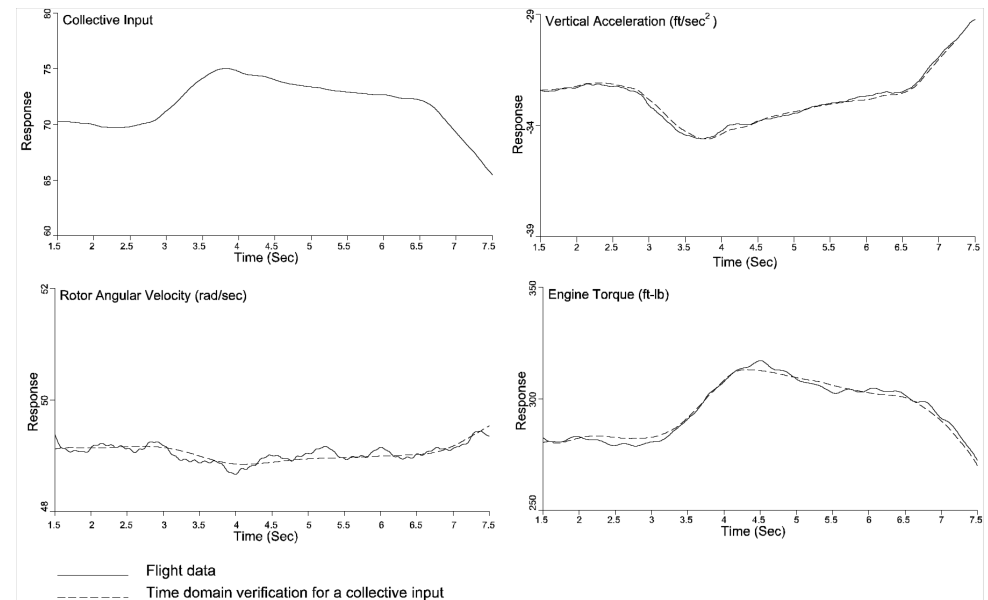 Collective Input
Response
80
75
70
65
60
1.5 2 2.5 3 3.5 4 4.5 5 5.5 6 6.5 7 7.5
Time (Sec)
Vertical Acceleration (ft/sec2 )
Response
-29
-34
-39
1.5 2 2.5 3 3.5 4 4.5 5 5.5 6 6.5 7 7.5
Time (Sec)
Rotor Angular Velocity (rad/sec)
Response
52
50
48
1.5 2 2.5 3 3.5 4 4.5 5 5.5 6 6.5 7 7.5
Time (Sec)
Engine Torque (ft-lb)
Response
350
300
250
1.5 2 2.5 3 3.5 4 4.5 5 5.5 6 6.5 7 7.5
Time (Sec)
Flight data
Time domain verification for a collective input